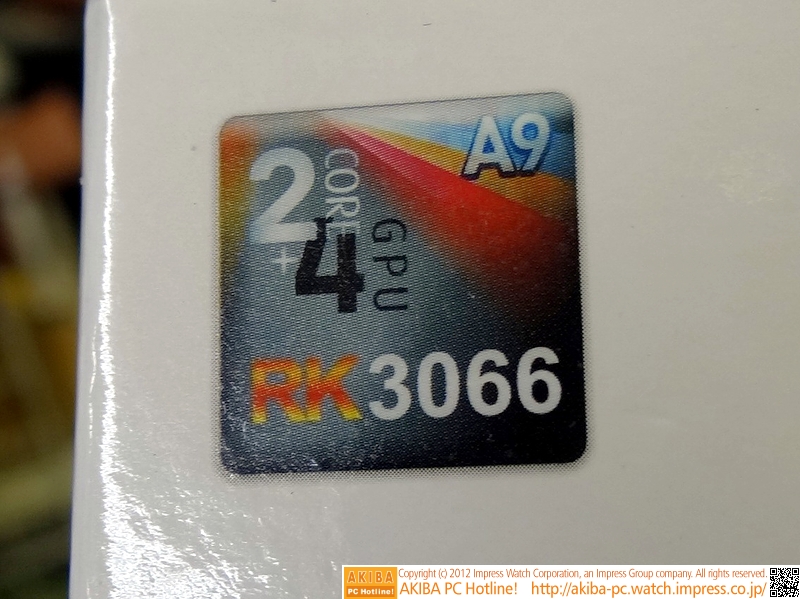 A9
2 CORE
+ 4 GPU
RK 3066
AKIBA
PC Hotline!
Copyright (c) 2012 Impress Watch Corporation, an Impress Group company. All rights reserved.
AKIBA PC Hotline! http://akiba-pc.watch.impress.co.jp/